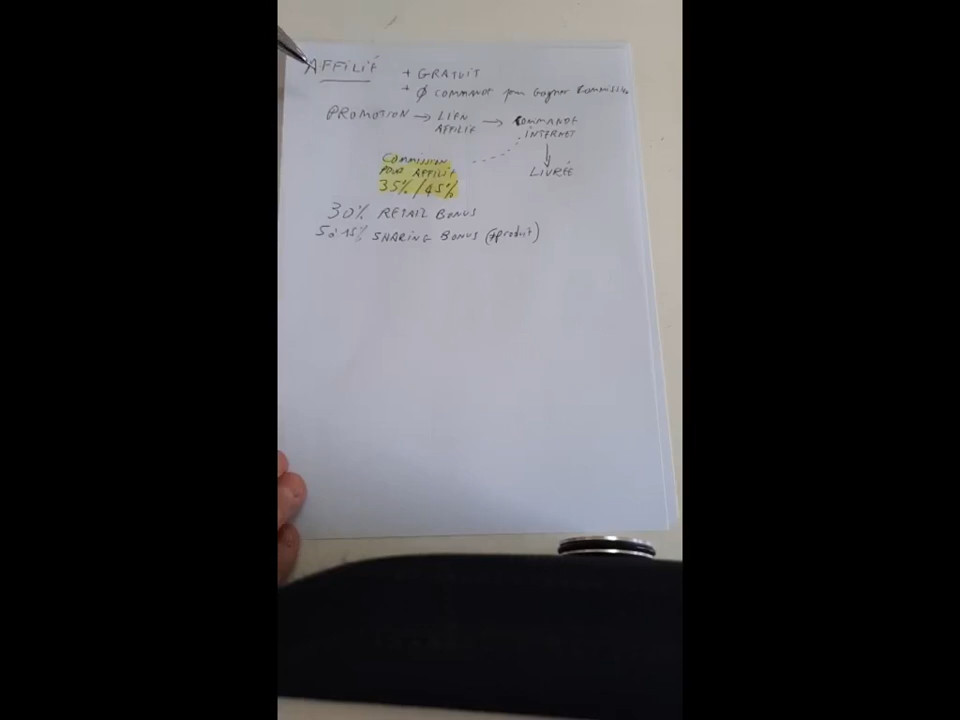 AFFILIÉ
+ GRATUIT
+ Ø COMMANDE pour Gagner Commission
PROMOTION → LIEN AFFILIÉ → COMMANDE INTERNET
↓
LIVRÉE
COMMISSION
POUR AFFILIÉ
35% / 45%
30% RETAIL BONUS
5 à 15% SHARING BONUS (produit)